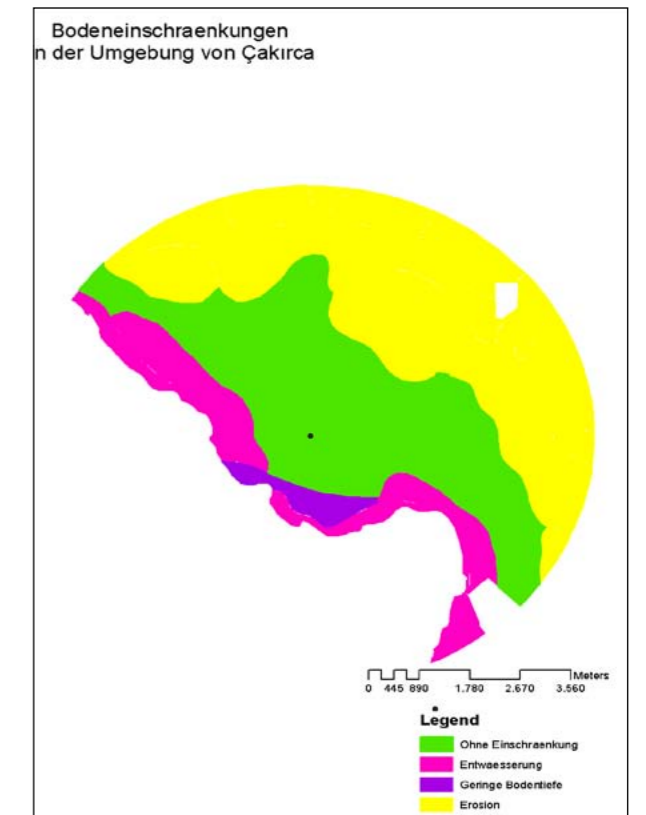 Bodeneinschraenkungen
n der Umgebung von Çakırca
Meters
0 445 890 1.780 2.670 3.560
Legend
Ohne Einschraenkung
Entwaesserung
Geringe Bodentiefe
Erosion